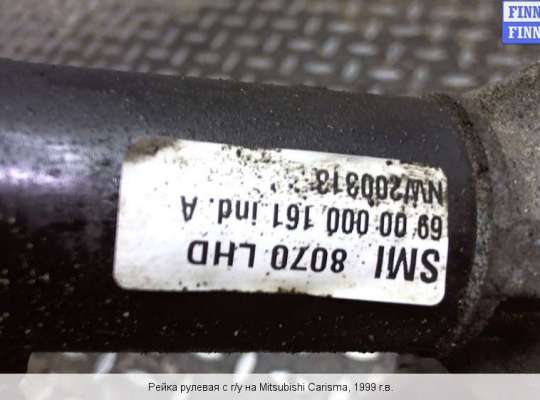 FINN
FINN
SMI 8070 LHD
69 00 000 161 ind. A
NW200313
Рейка рулевая с г/у на Mitsubishi Carisma, 1999 г.в.